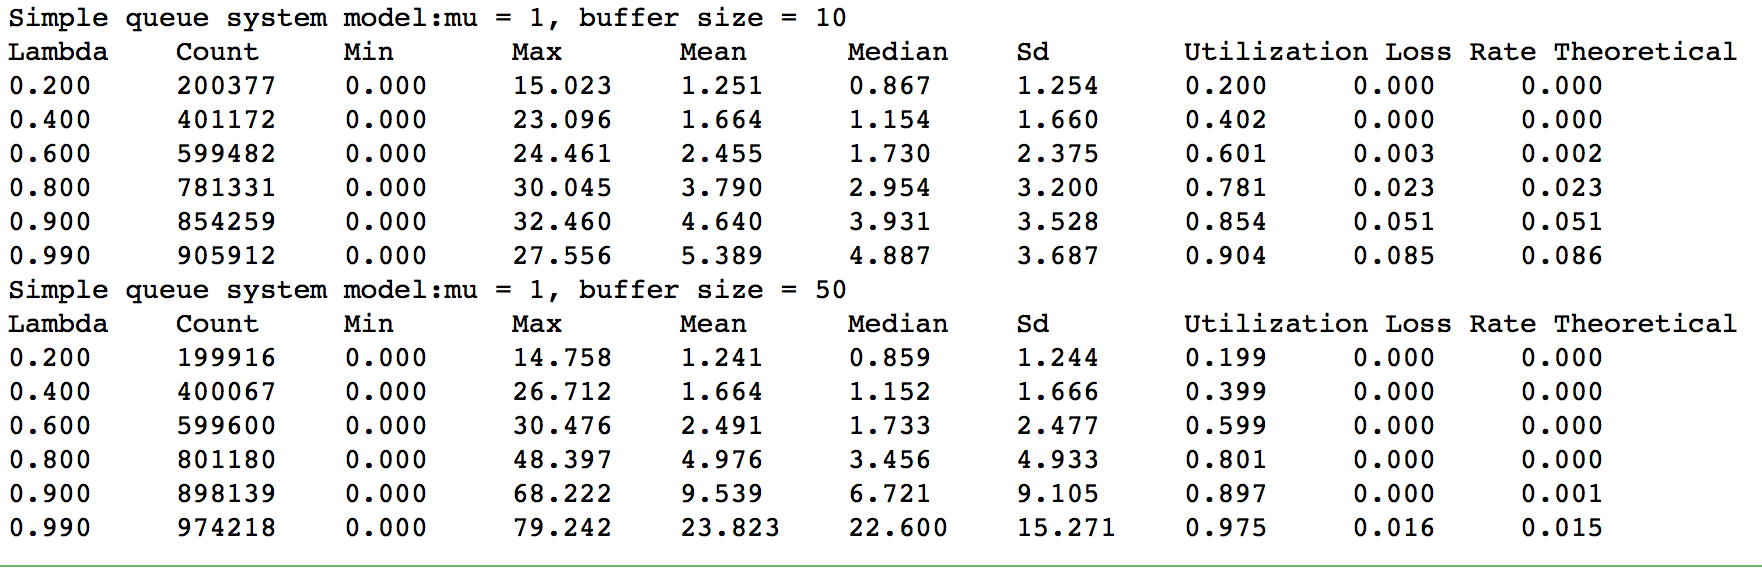 Simple queue system model:mu = 1, buffer size = 10
Lambda Count Min Max Mean Median Sd Utilization Loss Rate Theoretical
0.200 200377 0.000 15.023 1.251 0.867 1.254 0.200 0.000 0.000
0.400 401172 0.000 23.096 1.664 1.154 1.660 0.402 0.000 0.000
0.600 599482 0.000 24.461 2.455 1.730 2.375 0.601 0.003 0.002
0.800 781331 0.000 30.045 3.790 2.954 3.200 0.781 0.023 0.023
0.900 854259 0.000 32.460 4.640 3.931 3.528 0.854 0.051 0.051
0.990 905912 0.000 27.556 5.389 4.887 3.687 0.904 0.085 0.086
Simple queue system model:mu = 1, buffer size = 50
Lambda Count Min Max Mean Median Sd Utilization Loss Rate Theoretical
0.200 199916 0.000 14.758 1.241 0.859 1.244 0.199 0.000 0.000
0.400 400067 0.000 26.712 1.664 1.152 1.666 0.399 0.000 0.000
0.600 599600 0.000 30.476 2.491 1.733 2.477 0.599 0.000 0.000
0.800 801180 0.000 48.397 4.976 3.456 4.933 0.801 0.000 0.000
0.900 898139 0.000 68.222 9.539 6.721 9.105 0.897 0.000 0.001
0.990 974218 0.000 79.242 23.823 22.600 15.271 0.975 0.016 0.015